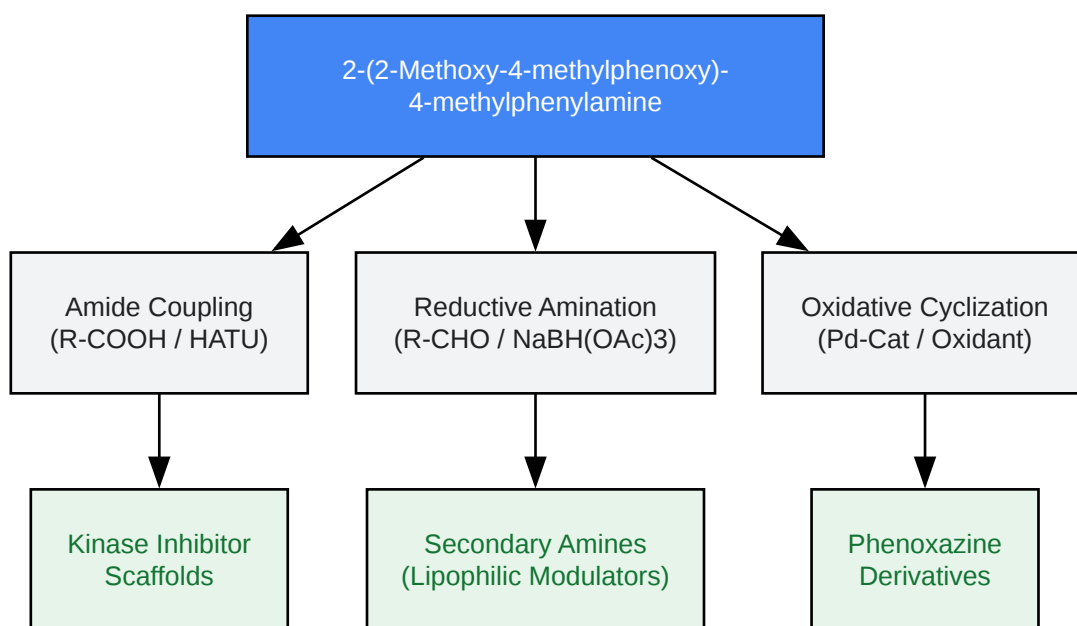 2-(2-Methoxy-4-methylphenoxy)-
4-methylphenylamine
Amide Coupling
(R-COOH / HATU)
Reductive Amination
(R-CHO / NaBH(OAc)3)
Oxidative Cyclization
(Pd-Cat / Oxidant)
Kinase Inhibitor
Scaffolds
Secondary Amines
(Lipophilic Modulators)
Phenoxazine
Derivatives